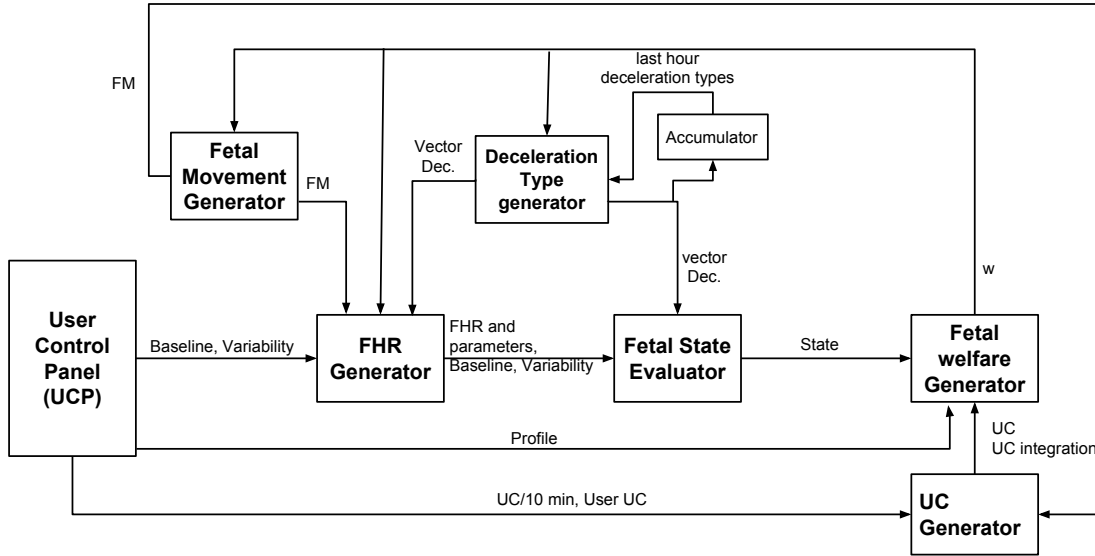 last hour
deceleration types
FM
Accumulator
Fetal
Movement
Generator
Vector
Dec.
Deceleration
Type
generator
FM
vector
Dec.
w
User
Control
Panel
(UCP)
Baseline, Variability
FHR
Generator
FHR and
parameters,
Baseline, Variability
Fetal State
Evaluator
State
Fetal
welfare
Generator
Profile
UC
UC integration
UC/10 min, User UC
UC
Generator